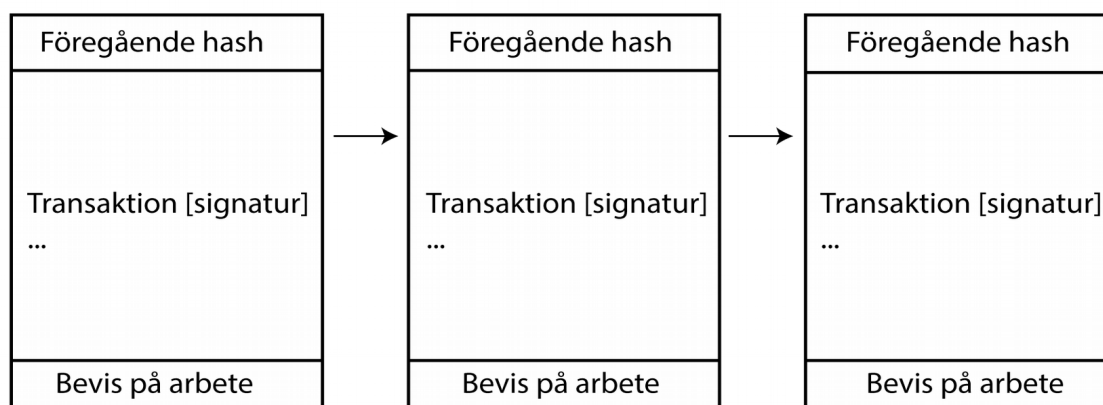 Föregående hash
Transaktion [signatur]
...
Bevis på arbete
Föregående hash
Transaktion [signatur]
...
Bevis på arbete
Föregående hash
Transaktion [signatur]
...
Bevis på arbete